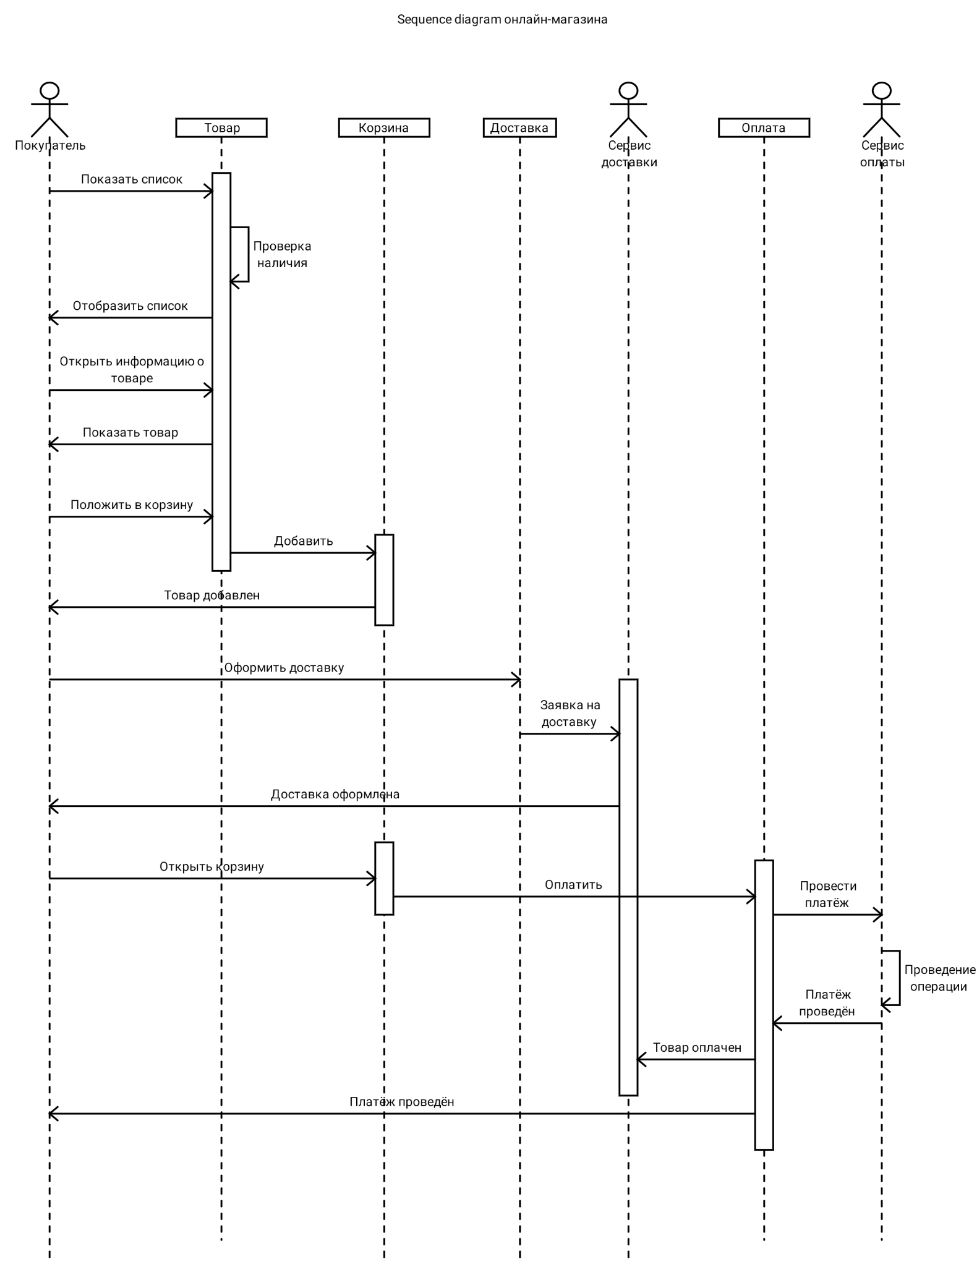 Sequence diagram онлайн-магазина
Покупатель
Товар
Корзина
Доставка
Сервис
доставки
Оплата
Сервис
оплаты
Показать список
Проверка
наличия
Отобразить список
Открыть информацию о
товаре
Показать товар
Положить в корзину
Добавить
Товар добавлен
Оформить доставку
Заявка на
доставку
Доставка оформлена
Открыть корзину
Оплатить
Провести
платёж
Проведение
операции
Платёж
проведён
Товар оплачен
Платёж проведён